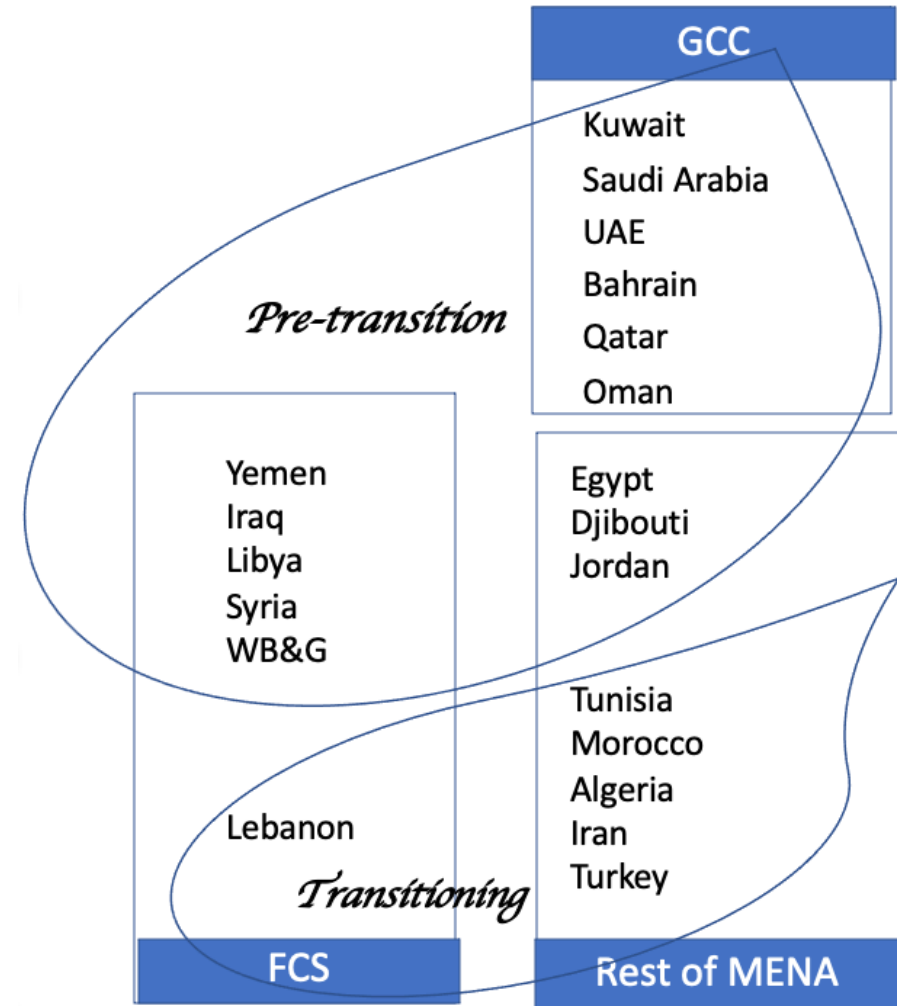 GCC
Kuwait
Saudi Arabia
UAE
Bahrain
Qatar
Oman
Pre-transition
Yemen
Iraq
Libya
Syria
WB&G
Egypt
Djibouti
Jordan
Tunisia
Morocco
Algeria
Iran
Turkey
Lebanon
Transitioning
FCS
Rest of MENA